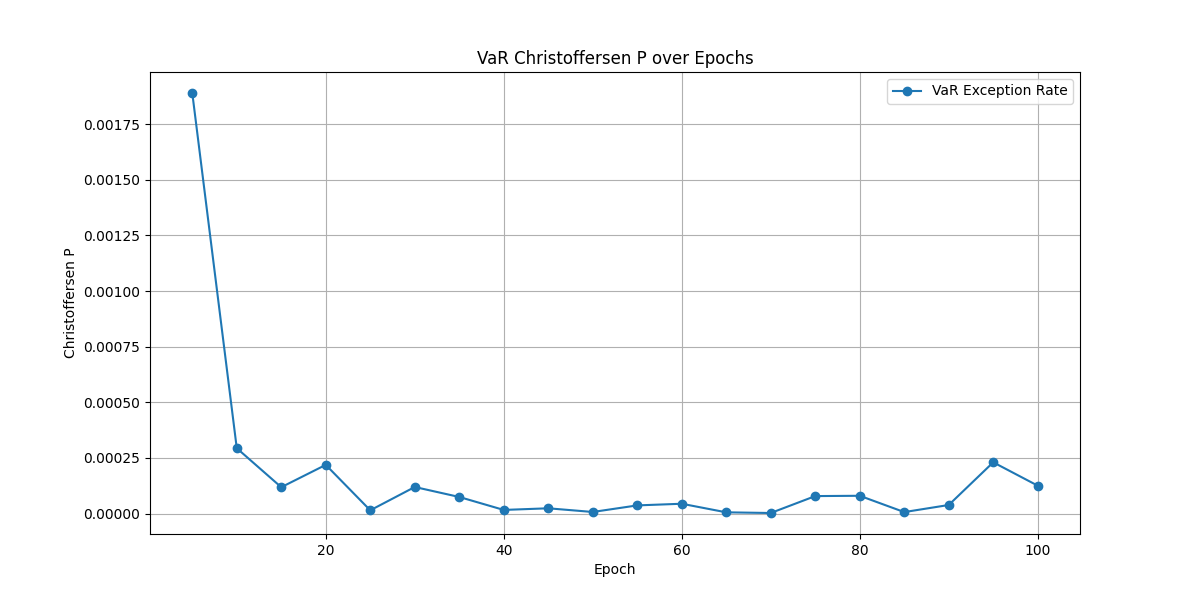 VaR Christoffersen P over Epochs
VaR Exception Rate
0.00175
0.00150
0.00125
0.00100
0.00075
0.00050
0.00025
0.00000
Christoffersen P
20 40 60 80 100
Epoch